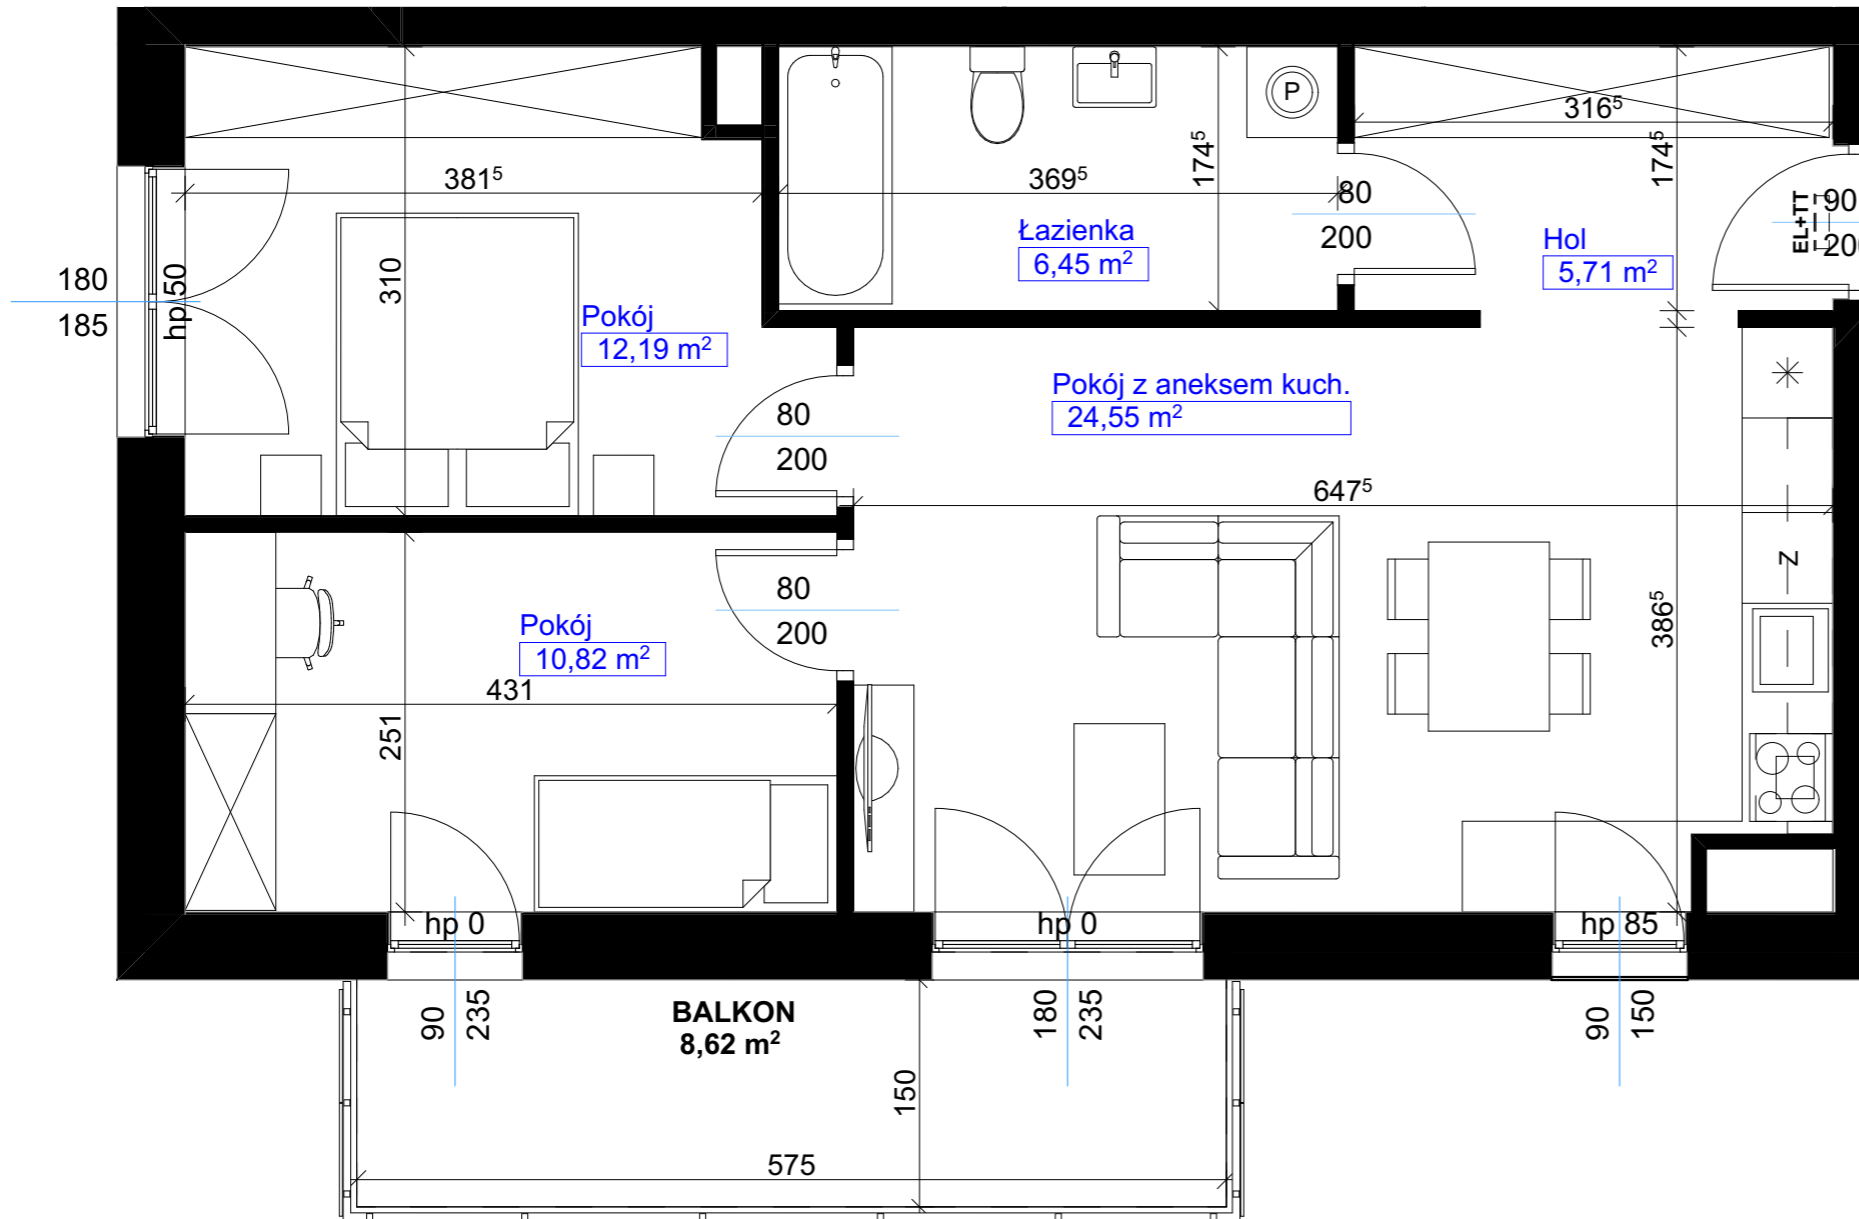 316⁵
P
381⁵
369⁵
174⁵
174⁵
80
200
90
EL+TT
Łazienka
6,45 m²
Hol
5,71 m²
180
185
hp 50
310
Pokój
12,19 m²
Pokój z aneksem kuch.
24,55 m²
80
200
647⁵
Z
80
200
386⁵
Pokój
10,82 m²
431
251
hp 0
hp 0
hp 85
90
235
BALKON
8,62 m²
180
235
90
150
150
575